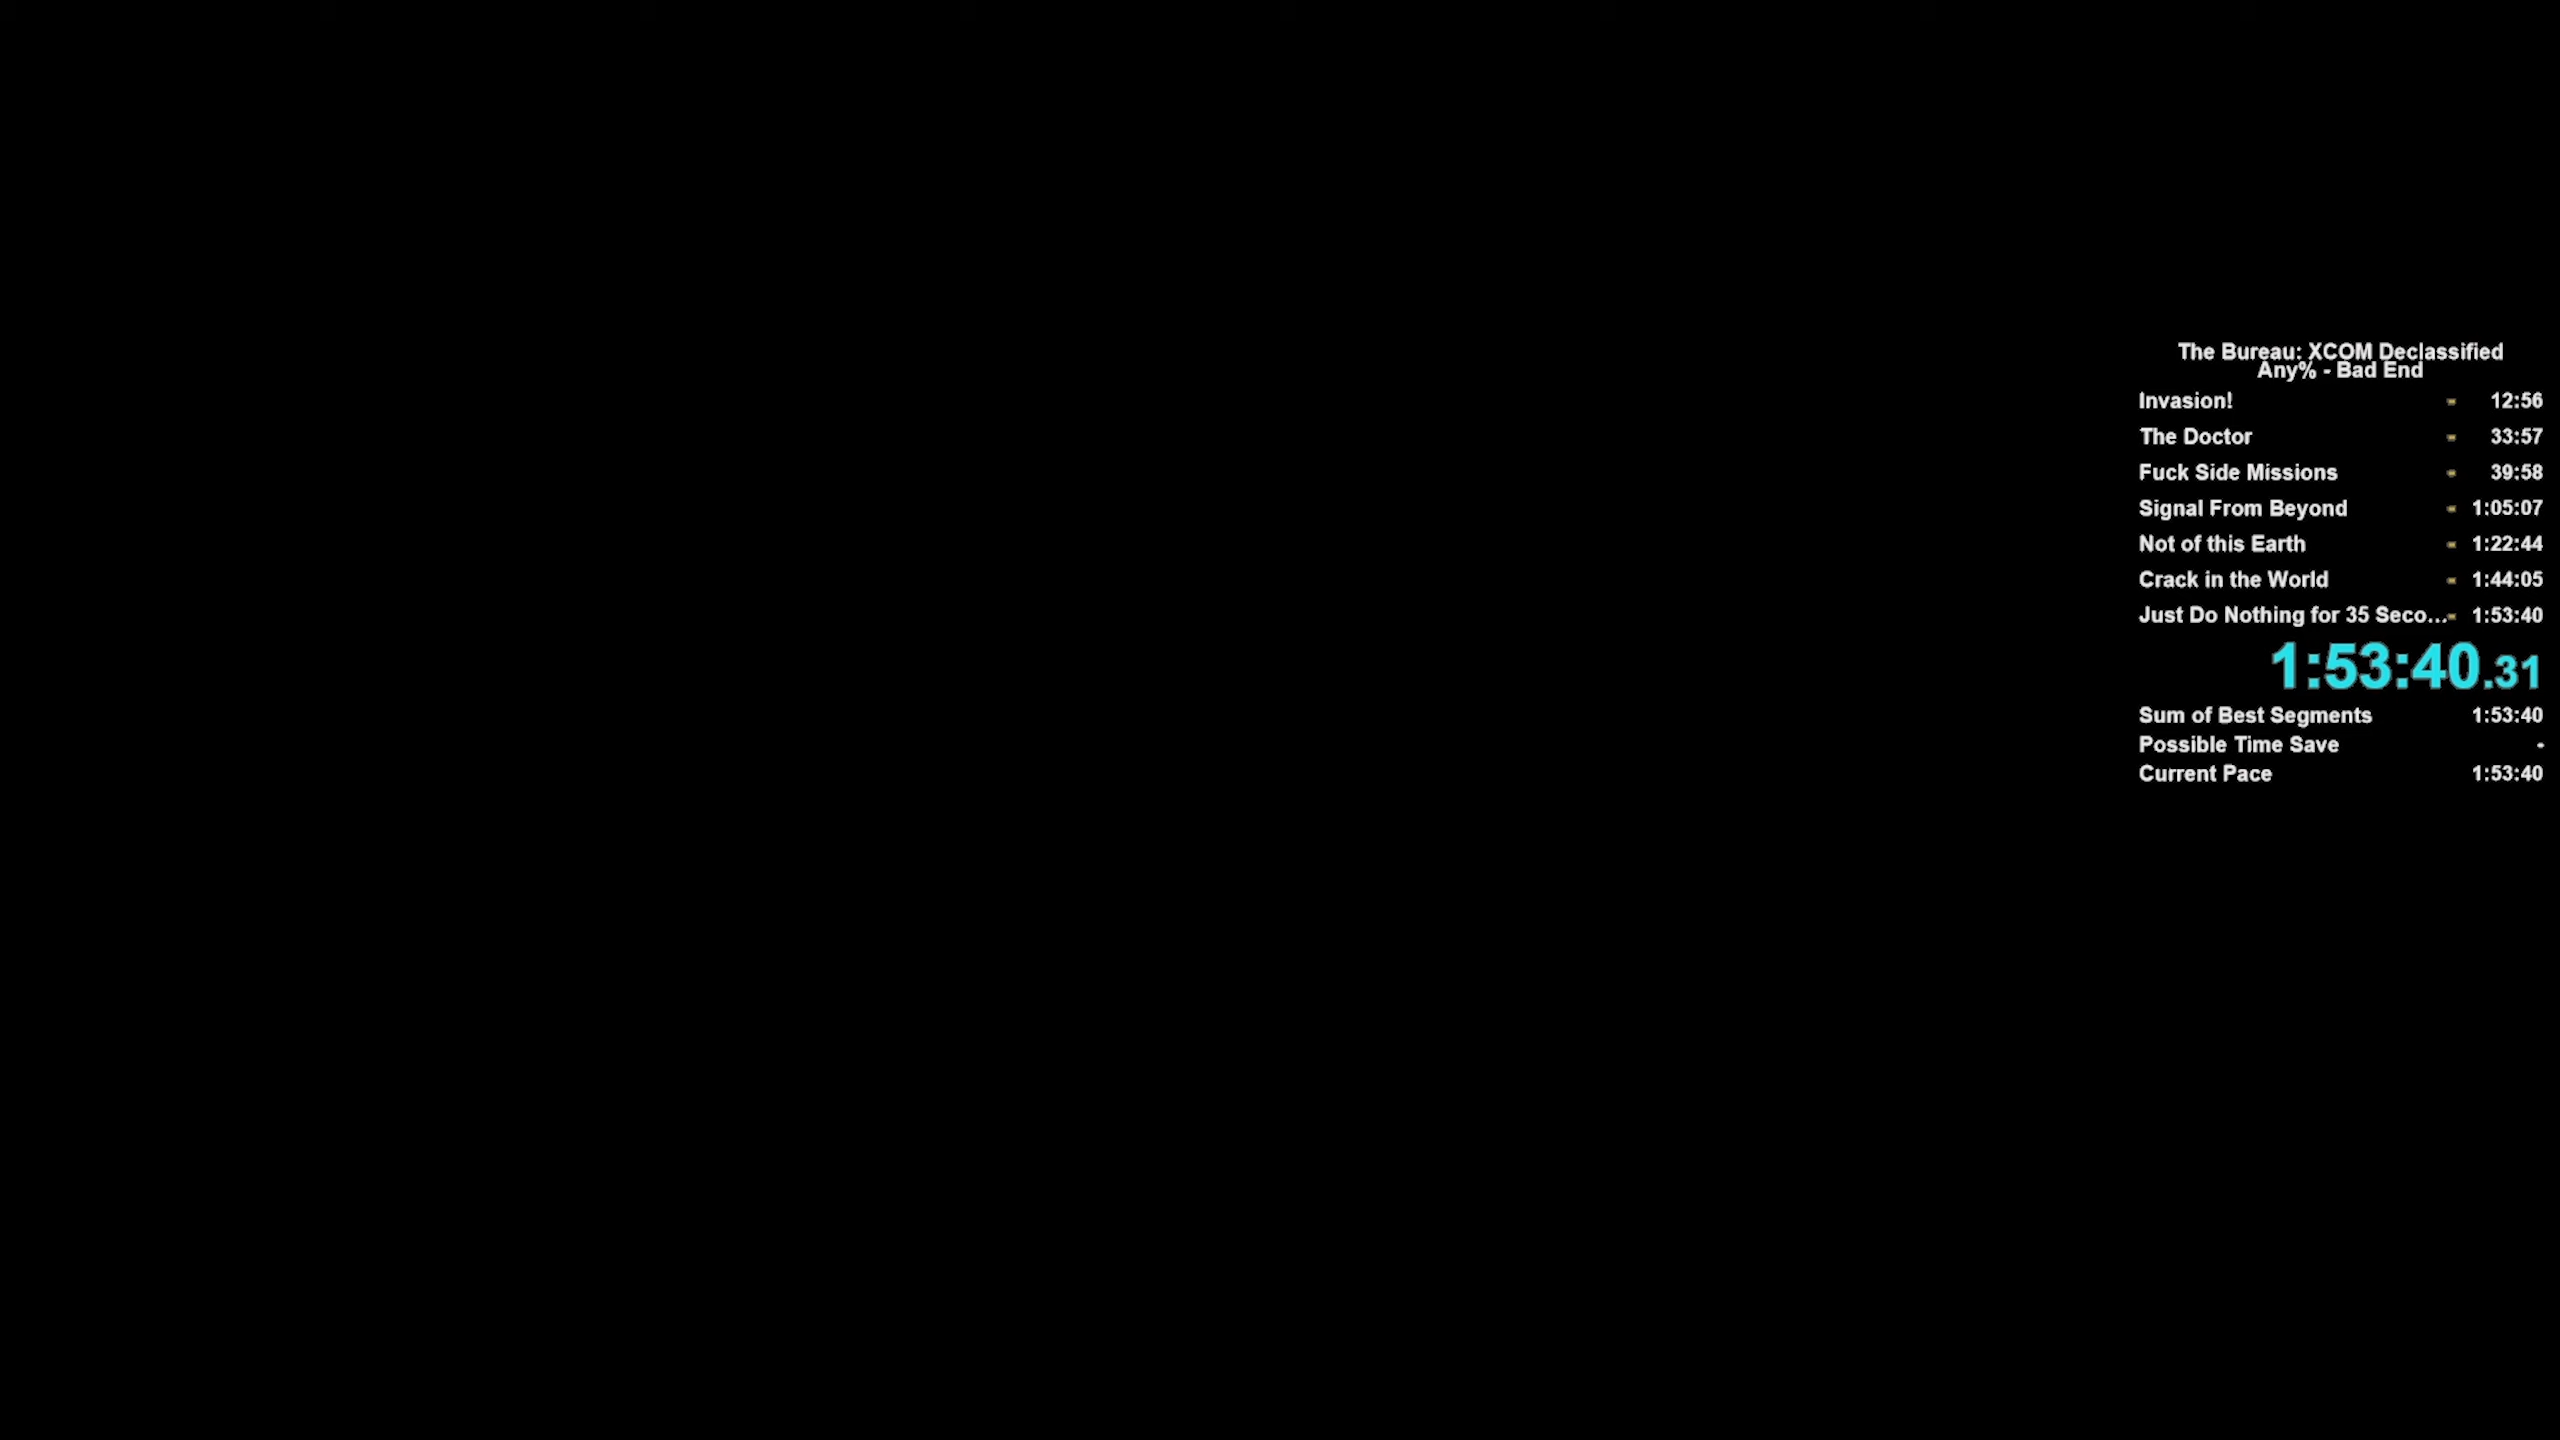 The Bureau: XCOM Declassified
Any% - Bad End
Invasion! - 12:56
The Doctor - 33:57
Fuck Side Missions - 39:58
Signal From Beyond - 1:05:07
Not of this Earth - 1:22:44
Crack in the World - 1:44:05
Just Do Nothing for 35 Seco... - 1:53:40
1:53:40.31
Sum of Best Segments 1:53:40
Possible Time Save -
Current Pace 1:53:40